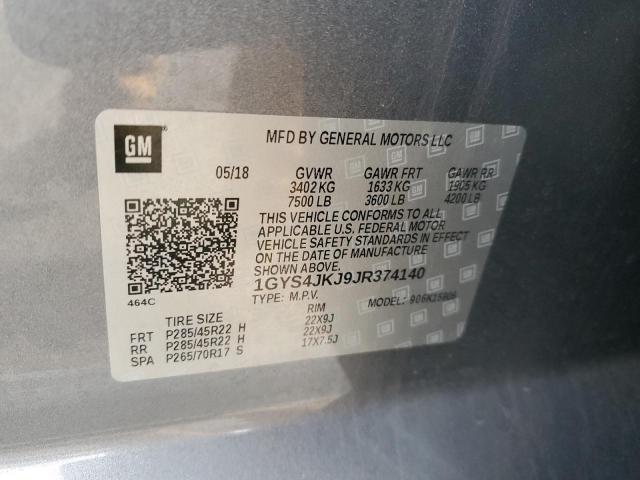 GM
MFD BY GENERAL MOTORS LLC
05/18 GVWR GAWR FRT GAWR RR
3402 KG 1633 KG 1905 KG
7500 LB 3600 LB 4200 LB
THIS VEHICLE CONFORMS TO ALL
APPLICABLE U.S. FEDERAL MOTOR
VEHICLE SAFETY STANDARDS IN EFFECT
ON THE DATE OF MANUFACTURE
SHOWN ABOVE.
464C
1GYS4JKJ9JR374140
TYPE: M.P.V. MODEL:
TIRE SIZE RIM
FRT P285/45R22 H 22X9J
RR P285/45R22 H 22X9J
SPA P265/70R17 S 17X7.5J